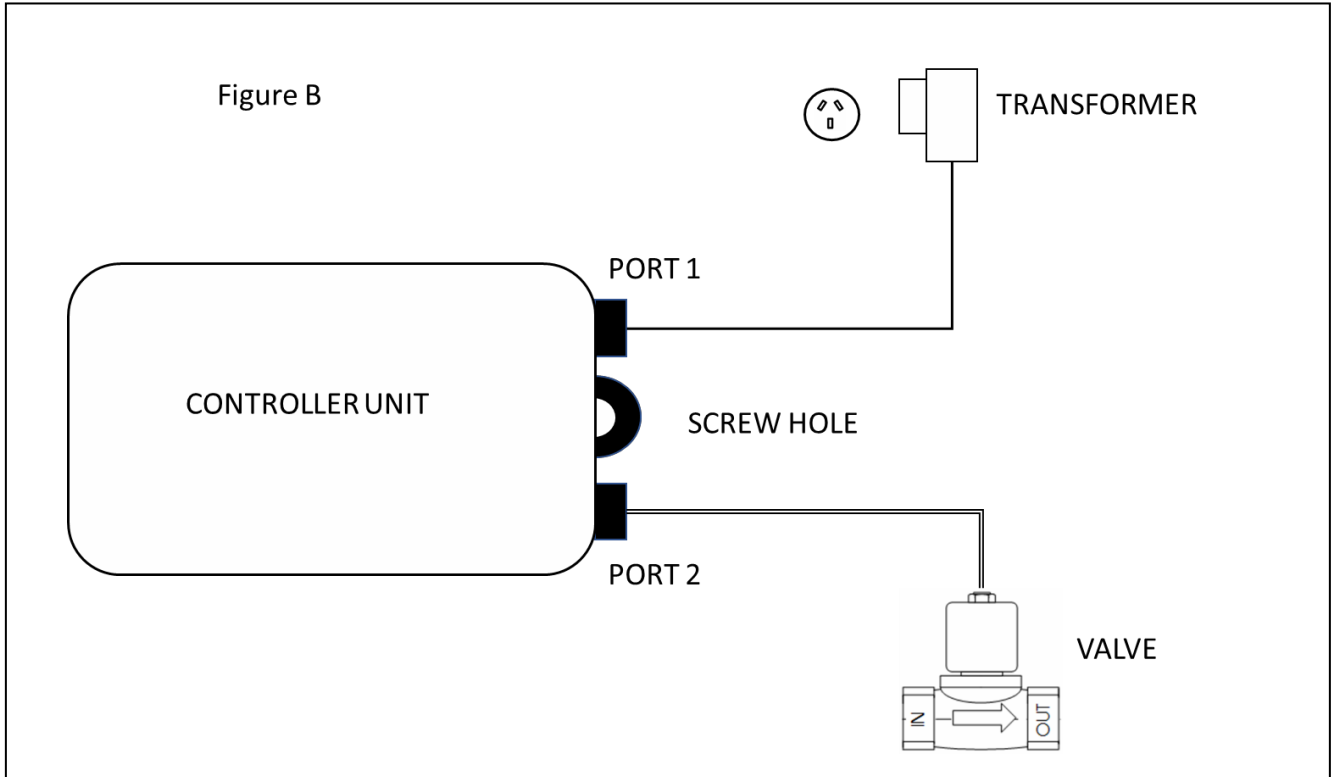 Figure B
TRANSFORMER
PORT 1
CONTROLLER UNIT
SCREW HOLE
PORT 2
VALVE
IN
OUT